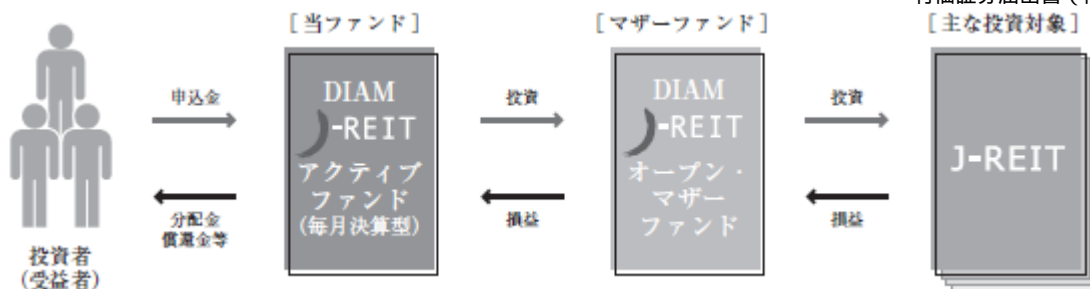 [当ファンド]
[マザーファンド]
[主な投資対象]
申込金
分配金
償還金等
投資者
(受益者)
DIAM
J-REIT
アクティブ
ファンド
(毎月決算型)
投資
損益
DIAM
J-REIT
オープン・
マザー
ファンド
投資
損益
J-REIT